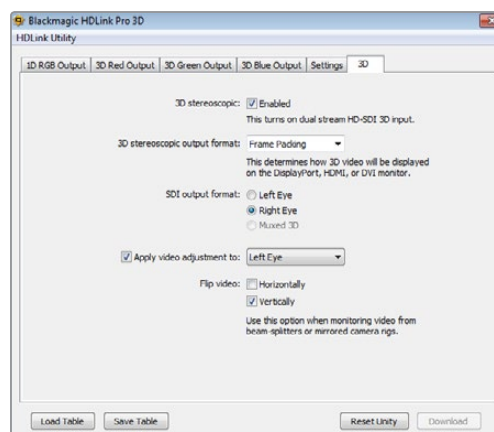 Blackmagic HDLink Pro 3D
HDLink Utility
1D RGB Output 3D Red Output 3D Green Output 3D Blue Output Settings 3D
3D stereoscopic: Enabled
This turns on dual stream HD-SDI 3D input.
3D stereoscopic output format: Frame Packing
This determines how 3D video will be displayed
on the DisplayPort, HDMI, or DVI monitor.
SDI output format: Left Eye
Right Eye
Muxed 3D
Apply video adjustment to: Left Eye
Flip video: Horizontally
Vertically
Use this option when monitoring video from
beam-splitters or mirrored camera rigs.
Load Table Save Table Reset Unity Download